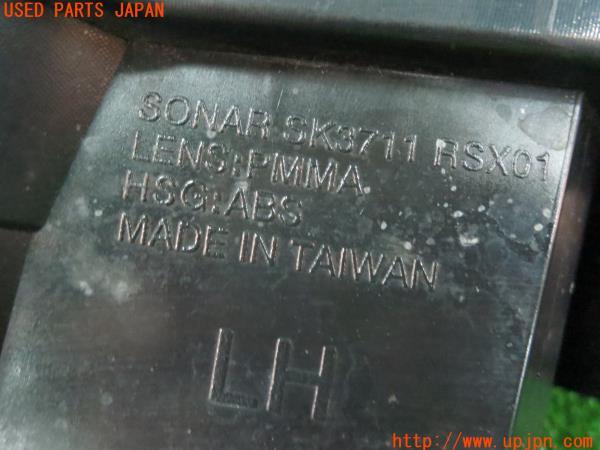 USED PARTS JAPAN
SONAR SK3711 RSX01
LENS:PMMA
HSG:ABS
MADE IN TAIWAN
LH
http://www.upjpn.com/